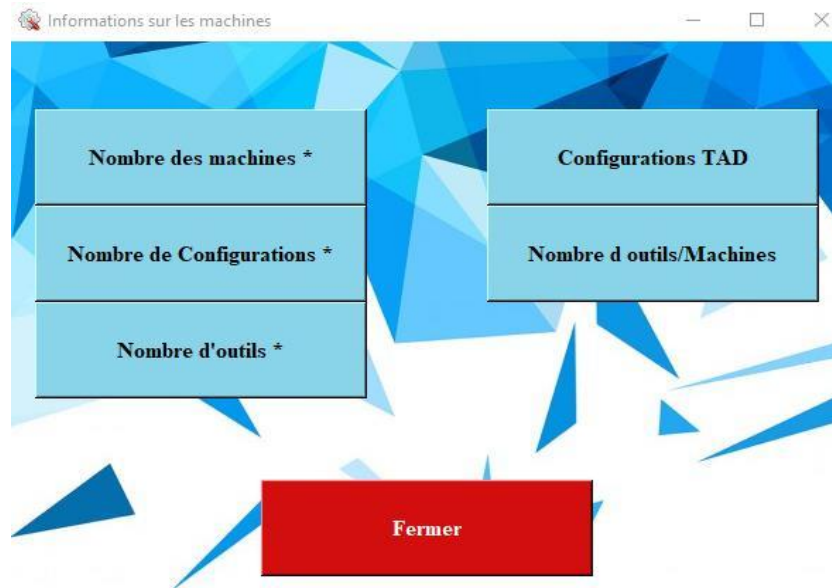 Informations sur les machines
Nombre des machines *
Nombre de Configurations *
Nombre d'outils *
Configurations TAD
Nombre d outils/Machines
Fermer